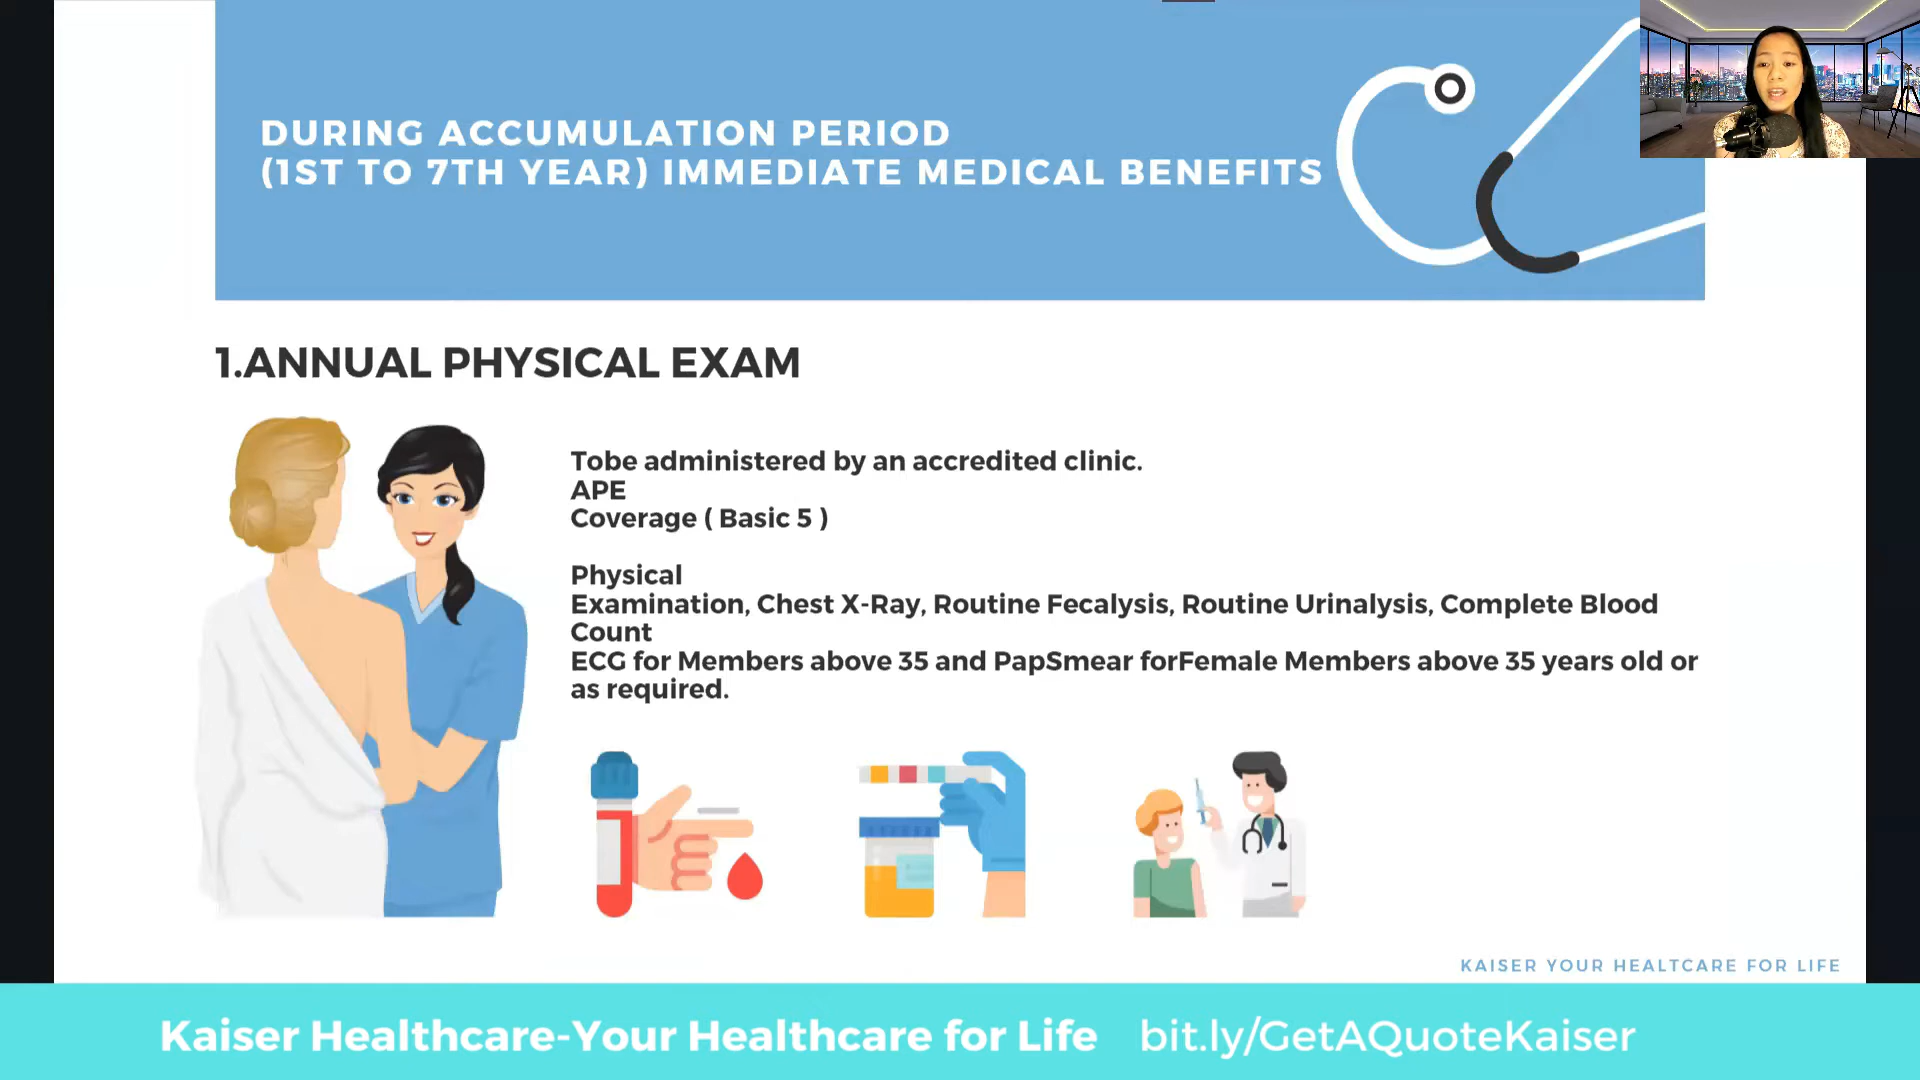 DURING ACCUMULATION PERIOD
(1ST TO 7TH YEAR) IMMEDIATE MEDICAL BENEFITS
1.ANNUAL PHYSICAL EXAM
Tobe administered by an accredited clinic.
APE
Coverage ( Basic 5 )
Physical
Examination, Chest X-Ray, Routine Fecalysis, Routine Urinalysis, Complete Blood
Count
ECG for Members above 35 and PapSmear forFemale Members above 35 years old or
as required.
KAISER YOUR HEALTCARE FOR LIFE
Kaiser Healthcare-Your Healthcare for Life bit.ly/GetAQuoteKaiser